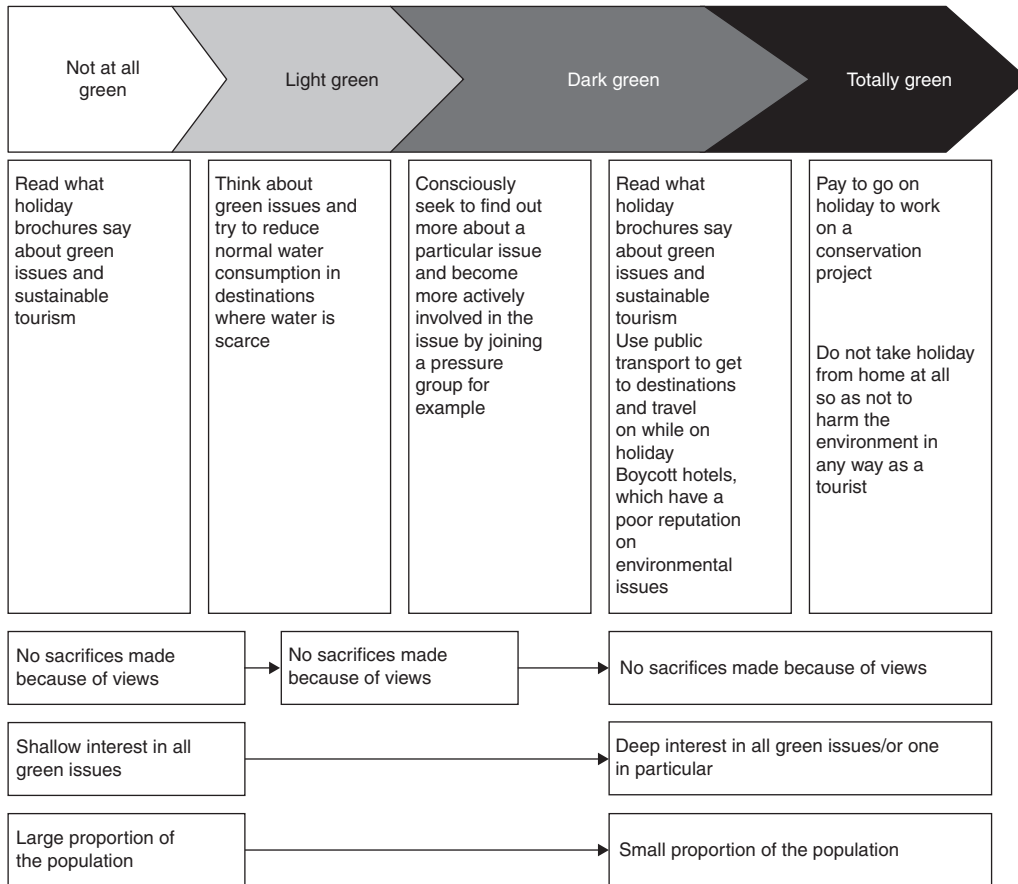 Not at all
green
Light green
Dark green
Totally green
Read what
holiday
brochures say
about green
issues and
sustainable
tourism
Think about
green issues and
try to reduce
normal water
consumption in
destinations
where water is
scarce
Consciously
seek to find out
more about a
particular issue
and become
more actively
involved in the
issue by joining
a pressure
group for
example
Read what
holiday
brochures say
about green
issues and
sustainable
tourism
Use public
transport to get
to destinations
and travel
on while on
holiday
Boycott hotels,
which have a
poor reputation
on
environmental
issues
Pay to go on
holiday to work
on a
conservation
project
Do not take holiday
from home at all
so as not to
harm the
environment in
any way as a
tourist
No sacrifices made
because of views
No sacrifices made
because of views
No sacrifices made because of views
Shallow interest in all
green issues
Deep interest in all green issues/or one
in particular
Large proportion of
the population
Small proportion of the population